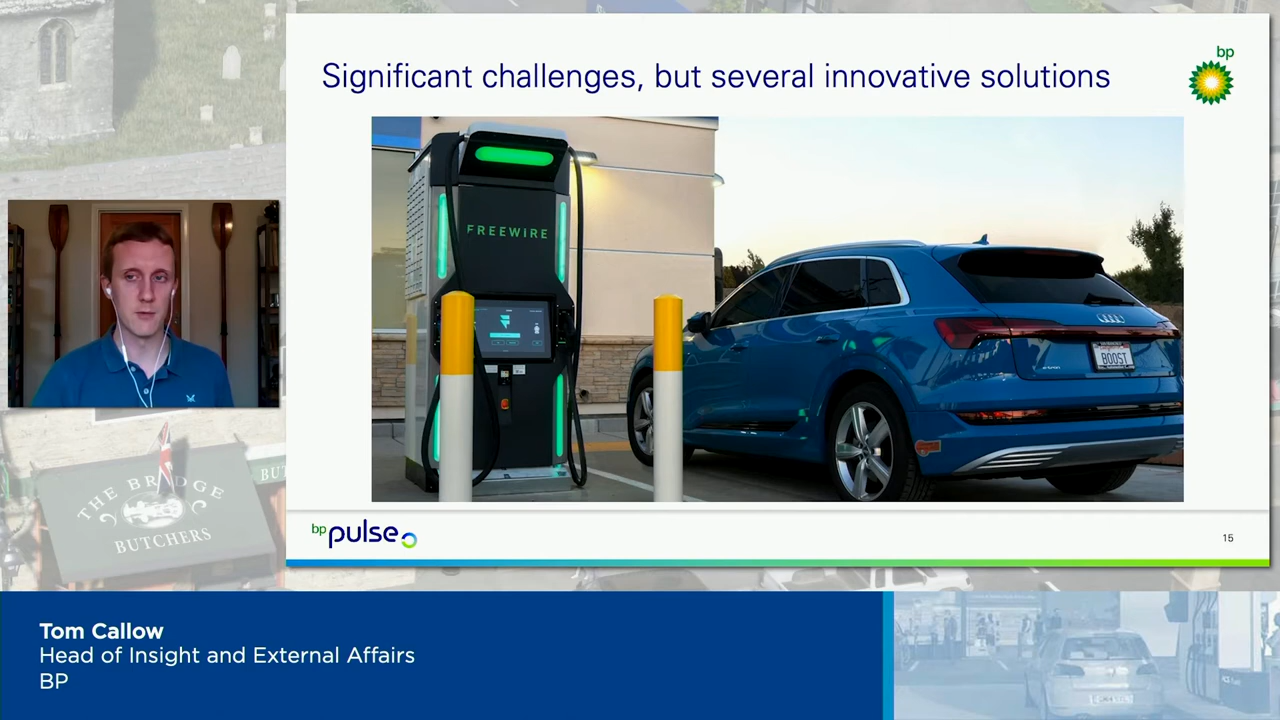 Significant challenges, but several innovative solutions
bp
FREEWIRE
BOOST
bp pulse
15
THE BRIDGE
BUTCHERS
BUT
Tom Callow
Head of Insight and External Affairs
BP